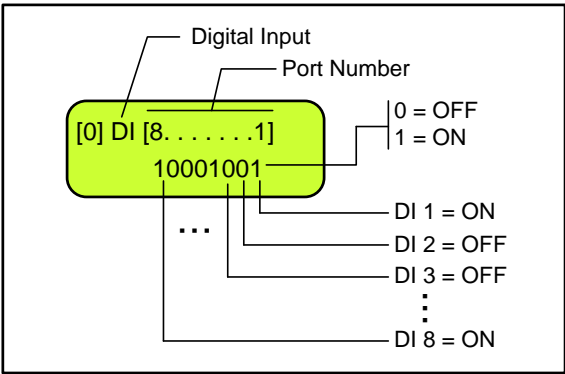 Digital Input
Port Number
[0] DI [8. . . . . . .1]
10001001
0 = OFF
1 = ON
...
DI 1 = ON
DI 2 = OFF
DI 3 = OFF
⋮
DI 8 = ON